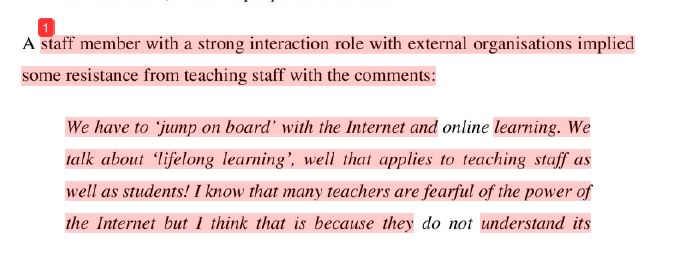 1
A staff member with a strong interaction role with external organisations implied
some resistance from teaching staff with the comments:
We have to ‘jump on board’ with the Internet and online learning. We
talk about ‘lifelong learning’, well that applies to teaching staff as
well as students! I know that many teachers are fearful of the power of
the Internet but I think that is because they do not understand its